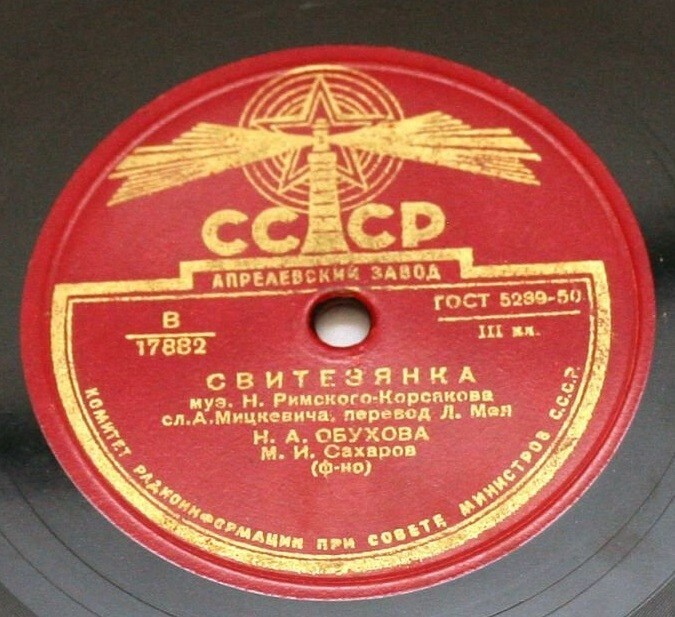 СССР
АПРЕЛЕВСКИЙ ЗАВОД
В
17882
ГОСТ 5289-50
III кл.
СВИТЕЗЯНКА
муз. Н. Римского-Корсакова
сл.А.Мицкевича, перевод Л. Мея
Н. А. ОБУХОВА
М. И. Сахаров
(ф-но)
КОМИТЕТ РАДИОИНФОРМАЦИИ ПРИ СОВЕТЕ МИНИСТРОВ С.С.С.Р.